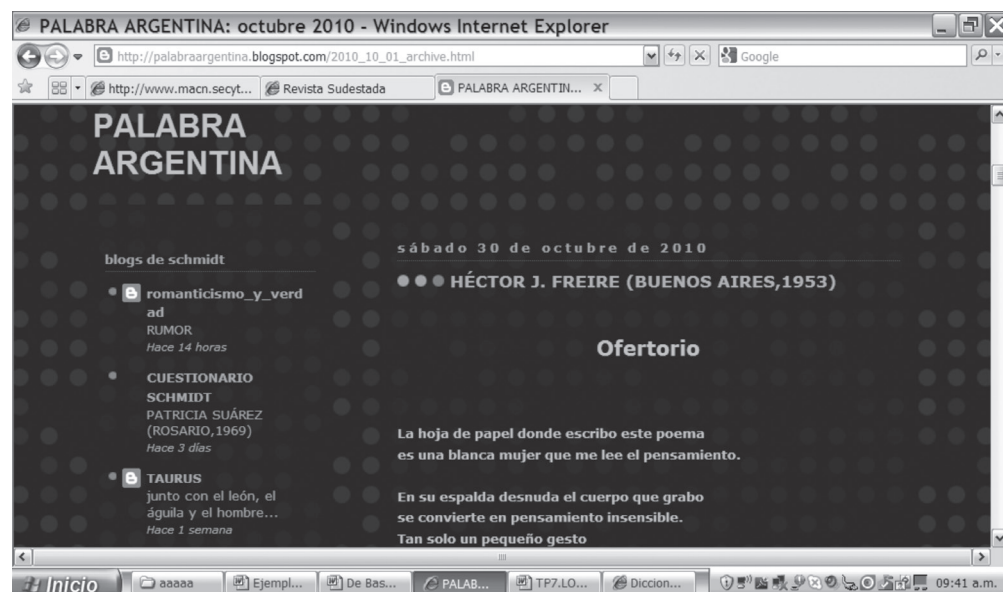 PALABRA ARGENTINA: octubre 2010 - Windows Internet Explorer
http://palabraargentina.blogspot.com/2010_10_01_archive.html
Google
http://www.macn.secyt...
Revista Sudestada
PALABRA ARGENTIN...
PALABRA
ARGENTINA
blogs de schmidt
romanticismo_y_verd
ad
RUMOR
Hace 14 horas
CUESTIONARIO
SCHMIDT
PATRICIA SUÁREZ
(ROSARIO,1969)
Hace 3 días
TAURUS
junto con el león, el
águila y el hombre...
Hace 1 semana
sábado 30 de octubre de 2010
HÉCTOR J. FREIRE (BUENOS AIRES,1953)
Ofertorio
La hoja de papel donde escribo este poema
es una blanca mujer que me lee el pensamiento.
En su espalda desnuda el cuerpo que grabo
se convierte en pensamiento insensible.
Tan solo un pequeño gesto
Inicio
aaaaa
Ejempl...
De Bas...
PALAB...
TP7.LO...
Diccion...
09:41 a.m.